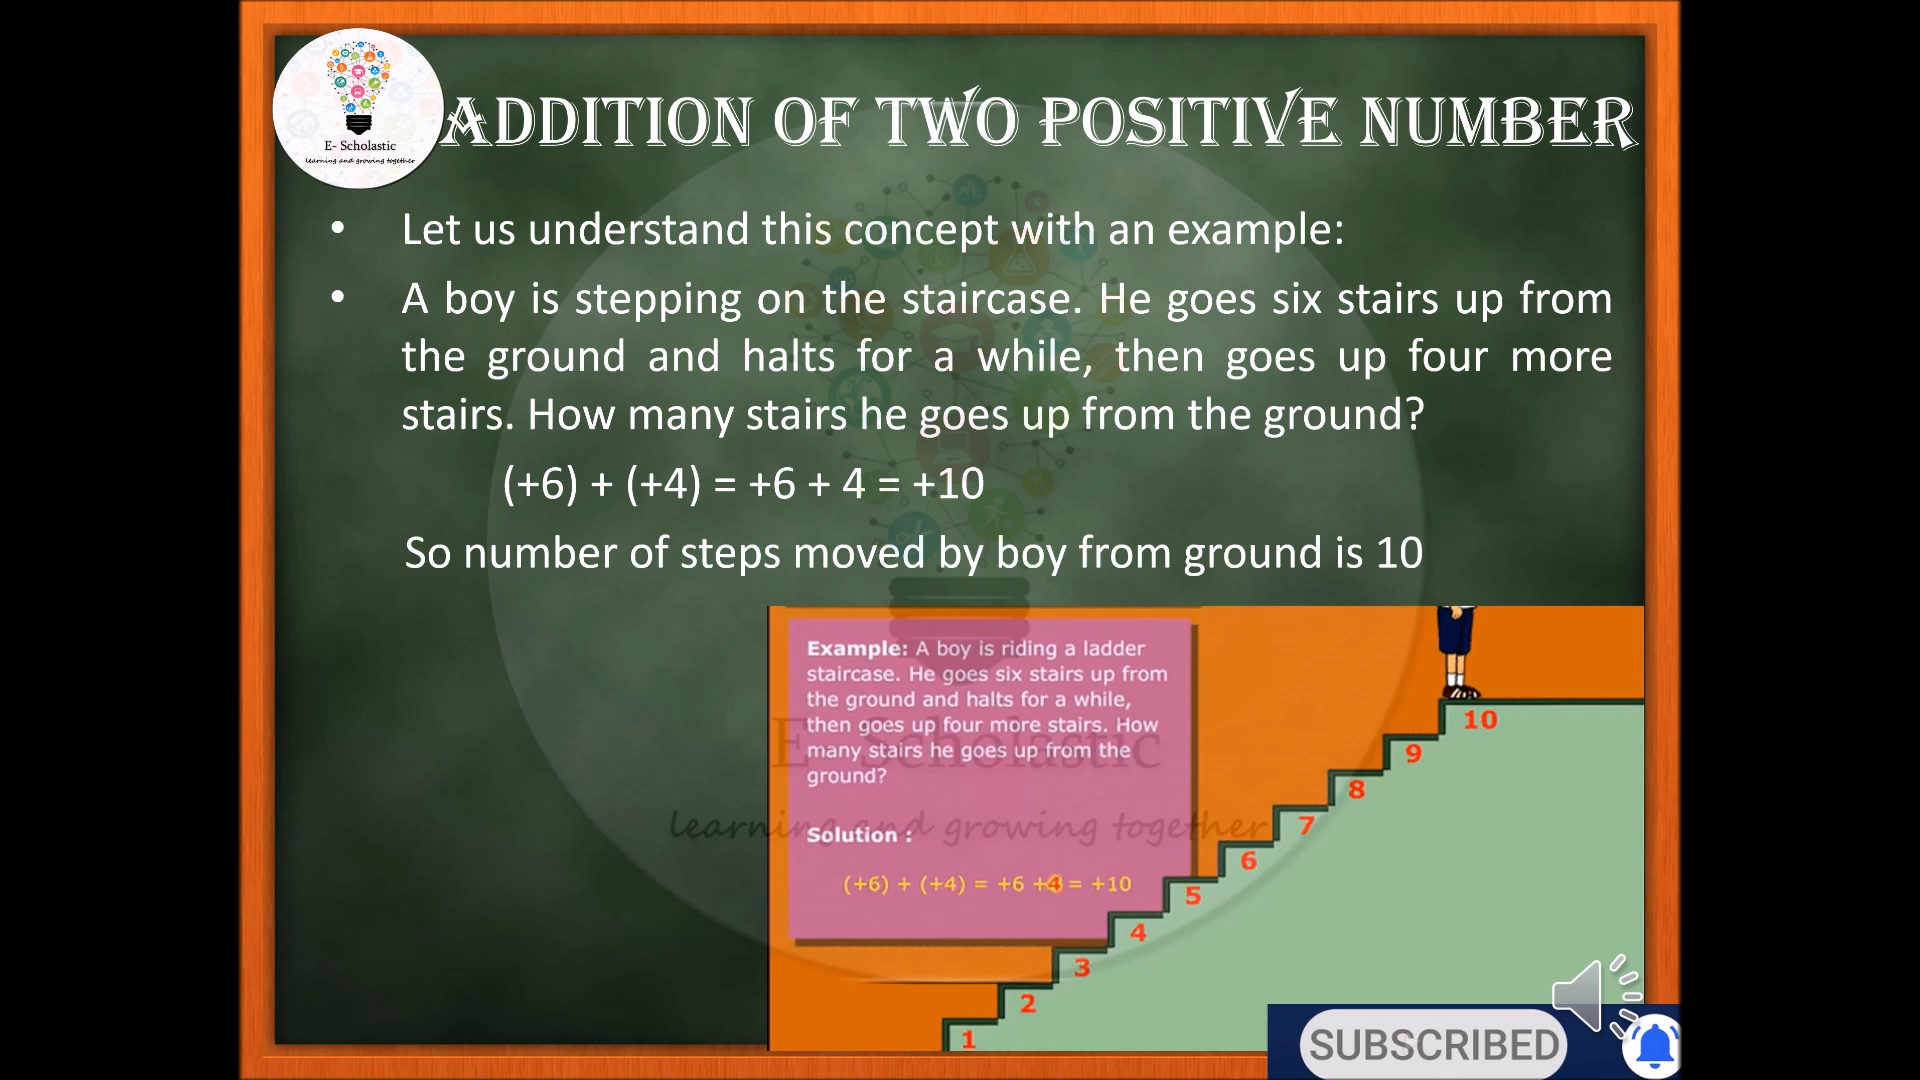 E- Scholastic
learning and growing together
ADDITION OF TWO POSITIVE NUMBER
• Let us understand this concept with an example:
• A boy is stepping on the staircase. He goes six stairs up from
the ground and halts for a while, then goes up four more
stairs. How many stairs he goes up from the ground?
(+6) + (+4) = +6 + 4 = +10
So number of steps moved by boy from ground is 10
Example: A boy is riding a ladder
staircase. He goes six stairs up from
the ground and halts for a while,
then goes up four more stairs. How
many stairs he goes up from the
ground?
Solution :
(+6) + (+4) = +6 +4 = +10
E- Scholastic
learning and growing together
10
9
8
7
6
5
4
3
2
1
SUBSCRIBED